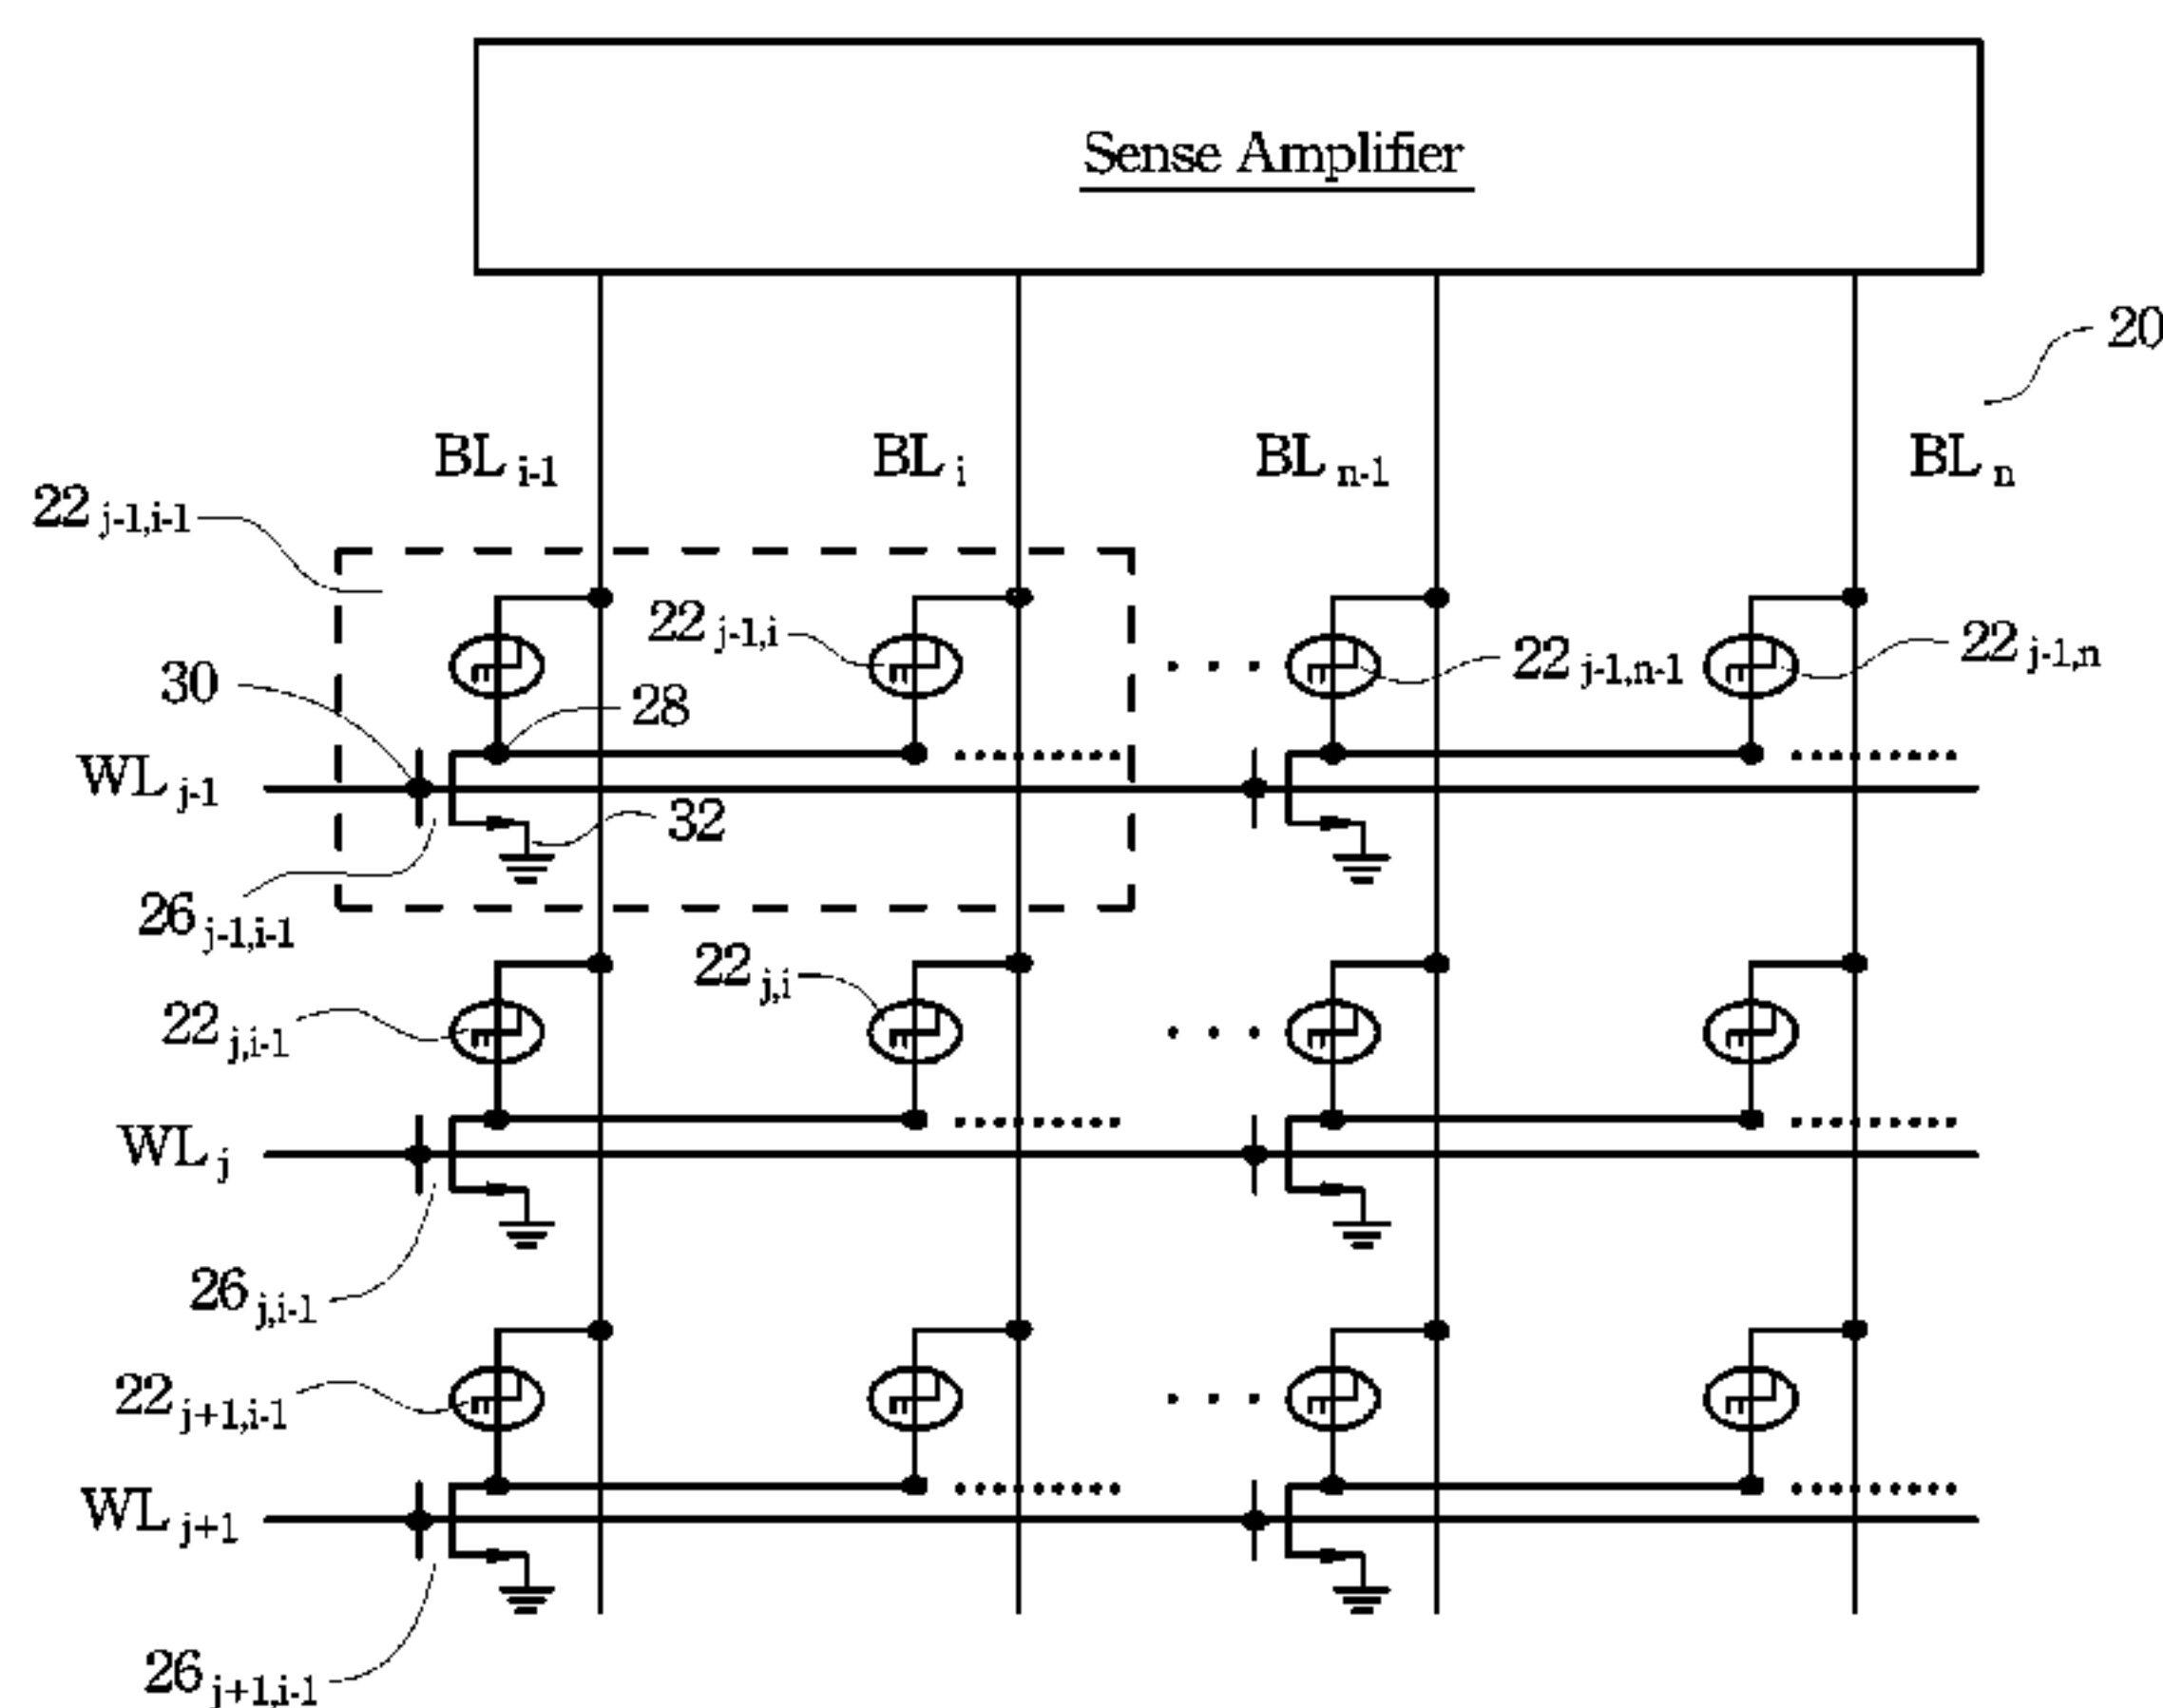 Sense Amplifier
20
BL i-1
BL i
BL n-1
BL n
22 j-1,i-1
22 j-1,i
22 j-1,n-1
22 j-1,n
30
28
WL j-1
32
26 j-1,i-1
22 j,i
22 j,i-1
WL j
26 j,i-1
22 j+1,i-1
WL j+1
26 j+1,i-1